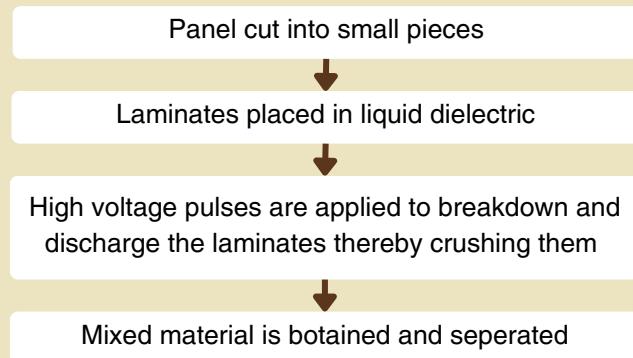 Panel cut into small pieces
Laminates placed in liquid dielectric
High voltage pulses are applied to breakdown and
discharge the laminates thereby crushing them
Mixed material is botained and seperated